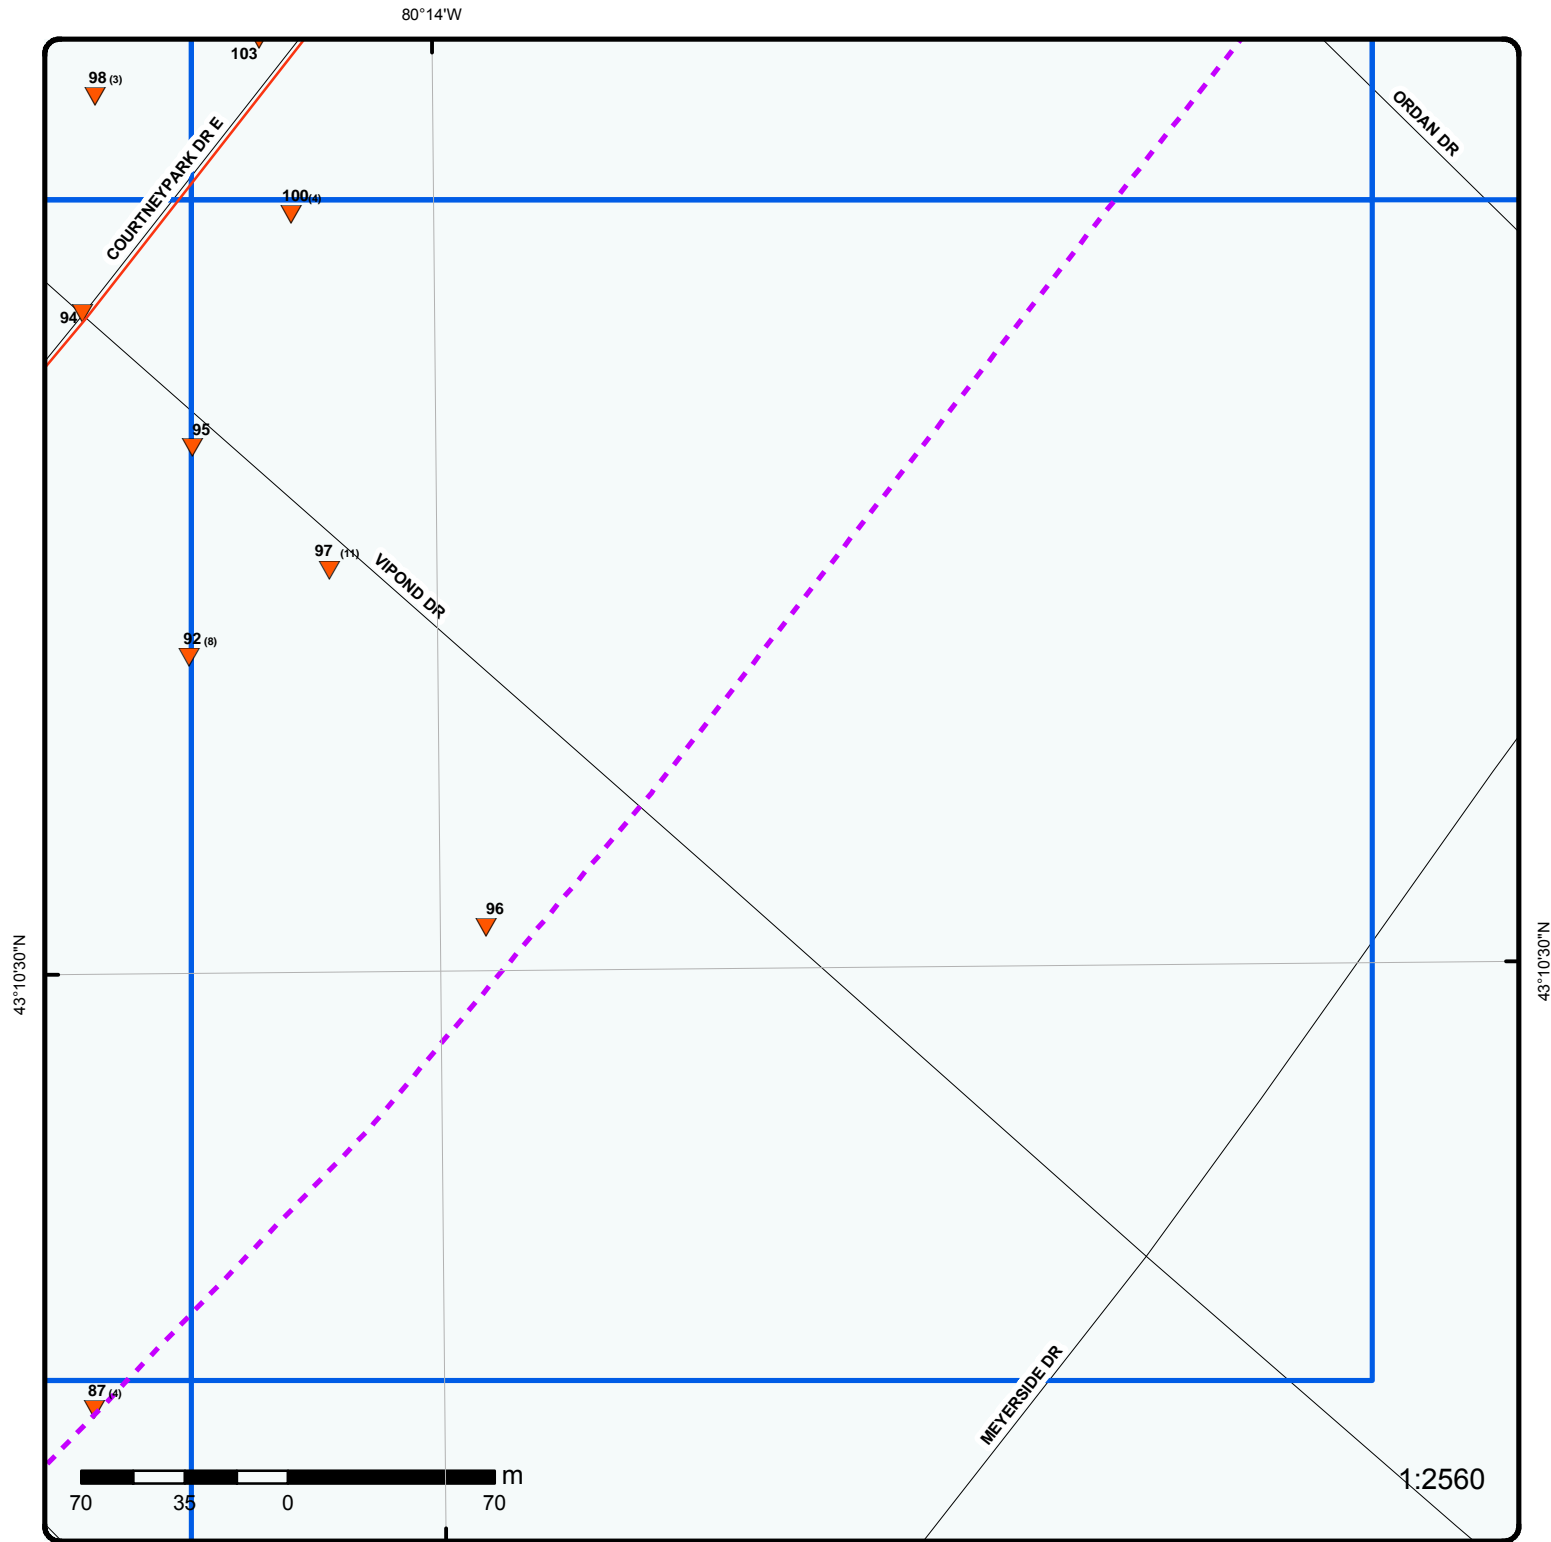 80°14'W
103
98 (3)
ORDAN DR
COURTNEYPARK DR E
100(4)
94
95
97 (11)
VIPOND DR
92 (8)
96
43°10'30"N
43°10'30"N
MEYERSIDE DR
87 (4)
m
1:2560
70 35 0 70